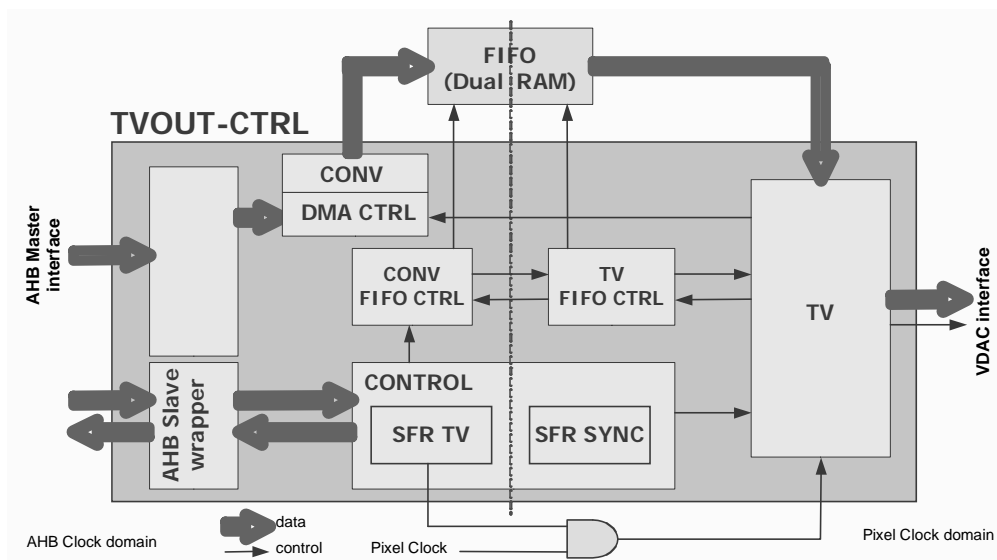 FIFO
(Dual RAM)
TVOUT-CTRL
CONV
DMA CTRL
AHB Master
interface
CONV
FIFO CTRL
TV
FIFO CTRL
TV
VDAC interface
AHB Slave
wrapper
CONTROL
SFR TV
SFR SYNC
data
control
AHB Clock domain
Pixel Clock
Pixel Clock domain